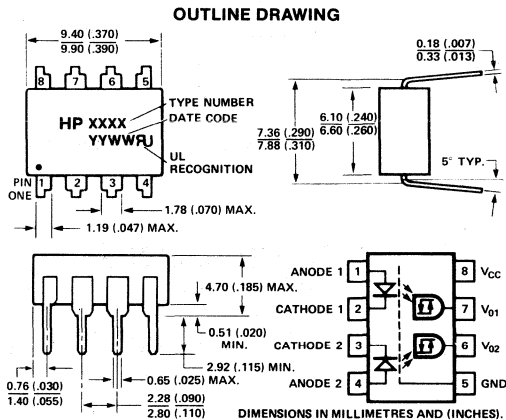 OUTLINE DRAWING
9.40 (.370)
9.90 (.390)
8 7 6 5
HP XXXX
YYWWRU
TYPE NUMBER
DATE CODE
UL
RECOGNITION
PIN
ONE
1 2 3 4
1.78 (.070) MAX.
1.19 (.047) MAX.
0.18 (.007)
0.33 (.013)
7.36 (.290)
7.88 (.310)
6.10 (.240)
6.60 (.260)
5° TYP.
4.70 (.185) MAX.
0.51 (.020)
MIN.
2.92 (.115) MIN.
0.76 (.030)
1.40 (.055)
0.65 (.025) MAX.
2.28 (.090)
2.80 (.110)
ANODE 1 1 8 VCC
CATHODE 1 2 7 V01
CATHODE 2 3 6 V02
ANODE 2 4 5 GND
DIMENSIONS IN MILLIMETRES AND (INCHES).